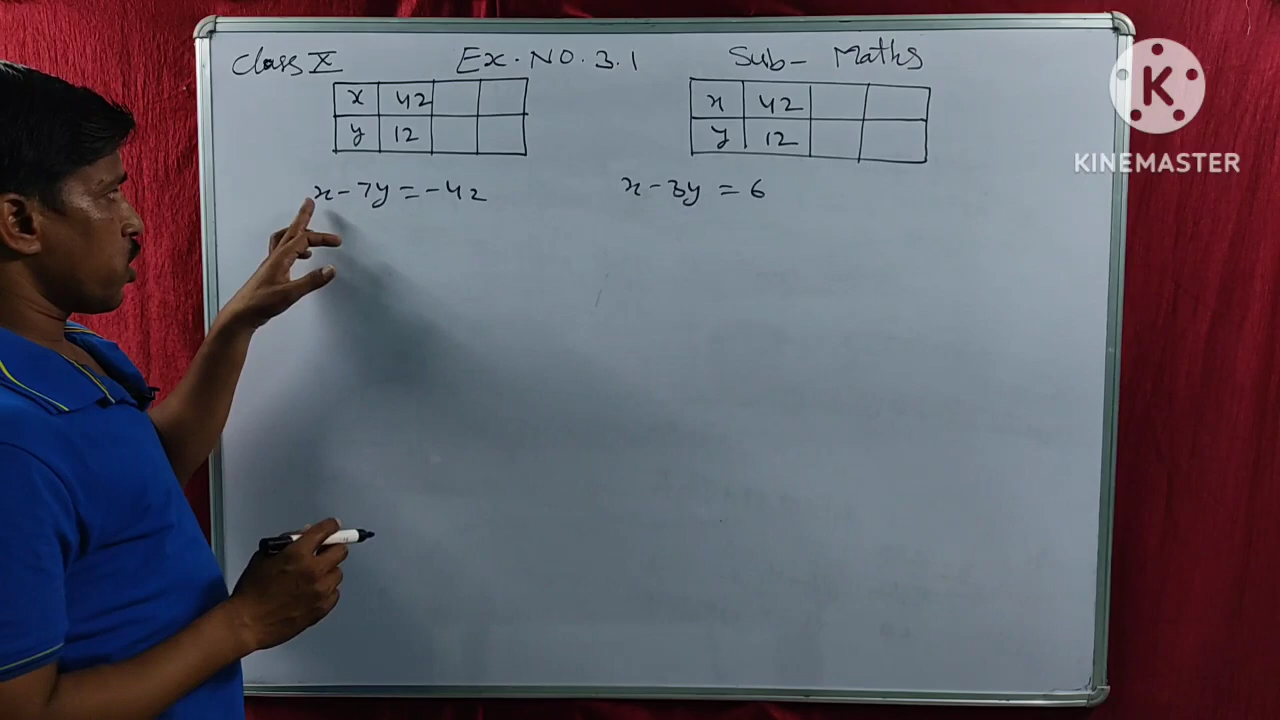 Class X Ex. NO. 3.1 Sub- Maths
x 42 x 42
y 12 y 12
x - 7y = -42 x - 3y = 6
K
KINEMASTER